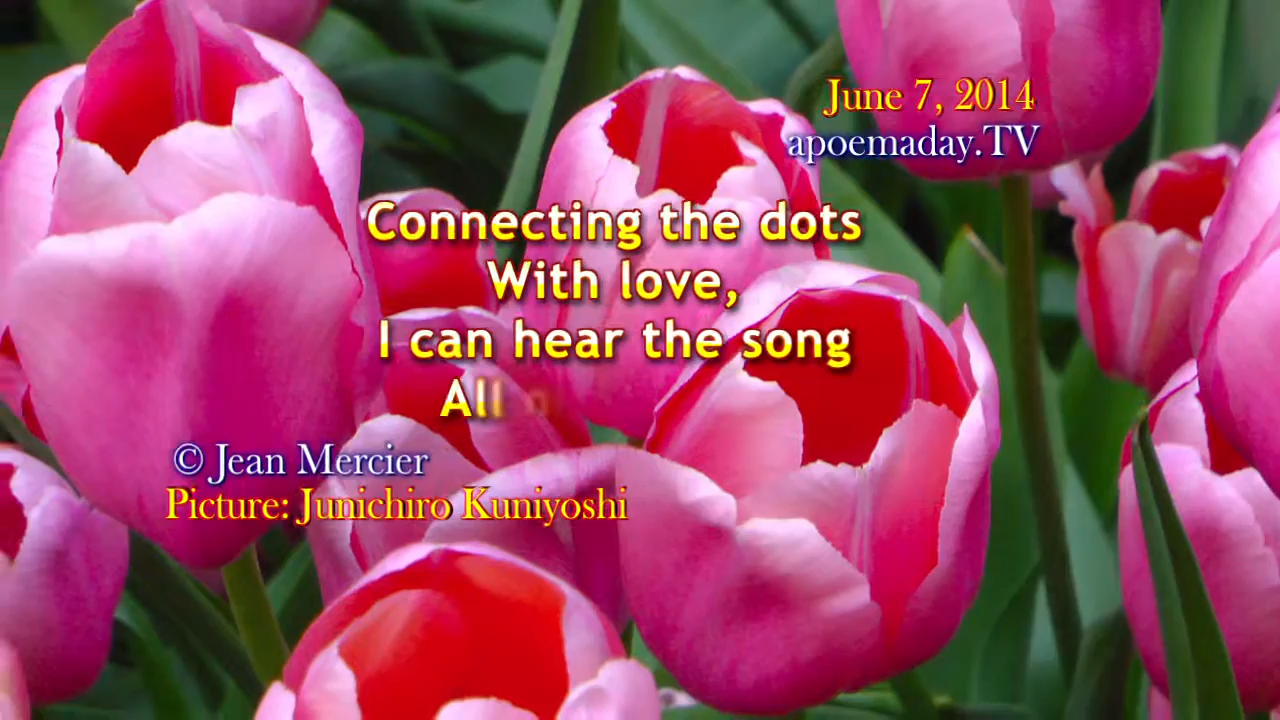 June 7, 2014
apoemaday.TV
Connecting the dots
With love,
I can hear the song
All
© Jean Mercier
Picture: Junichiro Kuniyoshi